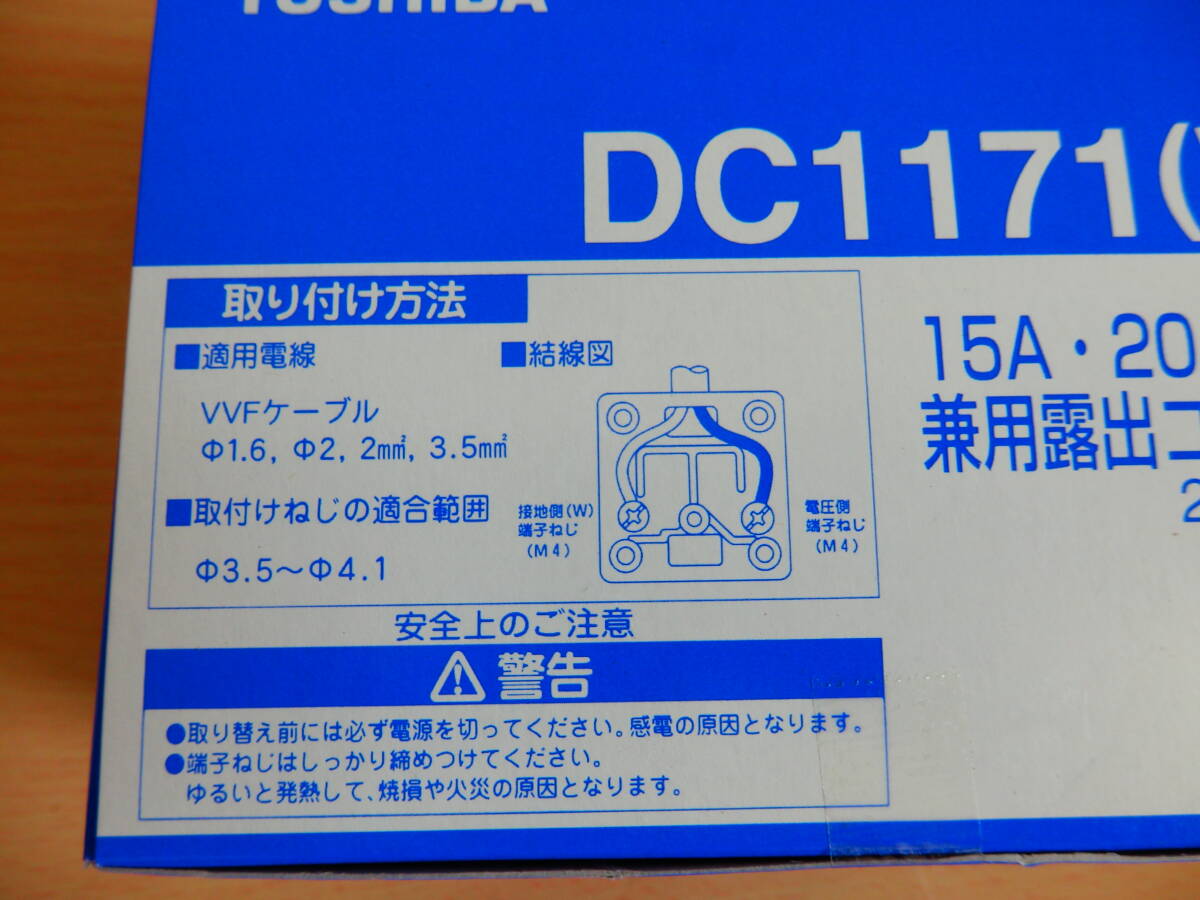 TOSHIBA
DC1171(
取り付け方法
■適用電線
VVFケーブル
Φ1.6, Φ2, 2m㎡, 3.5m㎡
■取付けねじの適合範囲
Φ3.5～Φ4.1
■結線図
接地側(W)
端子ねじ
(M4)
電圧側
端子ねじ
(M4)
15A・20
兼用露出コ
2
安全上のご注意
⚠警告
●取り替え前には必ず電源を切ってください。感電の原因となります。
●端子ねじはしっかり締めつけてください。
ゆるいと発熱して、焼損や火災の原因となります。